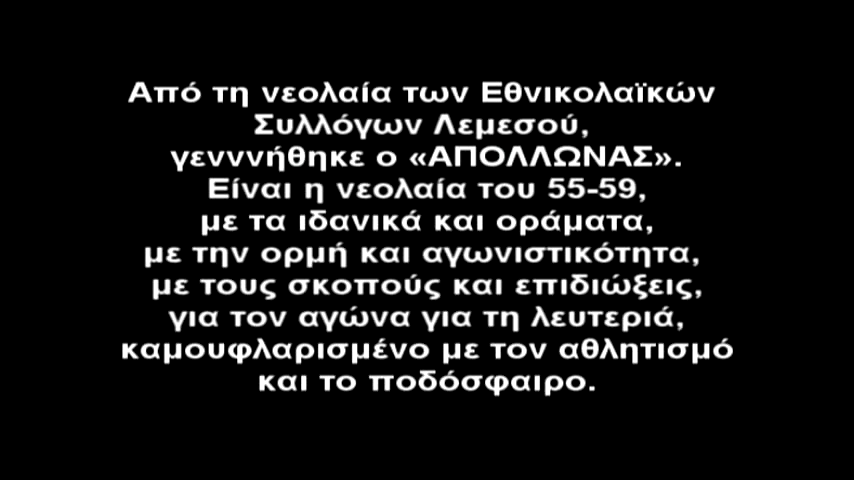 Από τη νεολαία των Εθνικολαϊκών
Συλλόγων Λεμεσού,
γενννήθηκε ο «ΑΠΟΛΛΩΝΑΣ».
Είναι η νεολαία του 55-59,
με τα ιδανικά και οράματα,
με την ορμή και αγωνιστικότητα,
με τους σκοπούς και επιδιώξεις,
για τον αγώνα για τη λευτεριά,
καμουφλαρισμένο με τον αθλητισμό
και το ποδόσφαιρο.